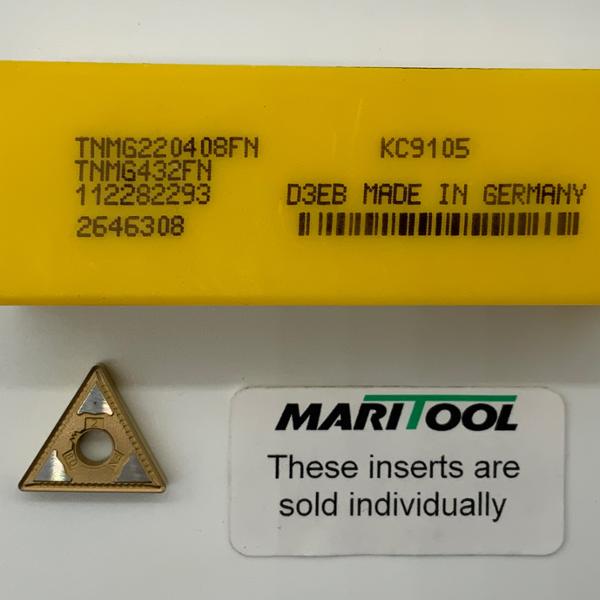 TNMG220408FN
TNMG432FN
112282293
2646308
KC9105
D3EB MADE IN GERMANY
MARITOOL
These inserts are
sold individually